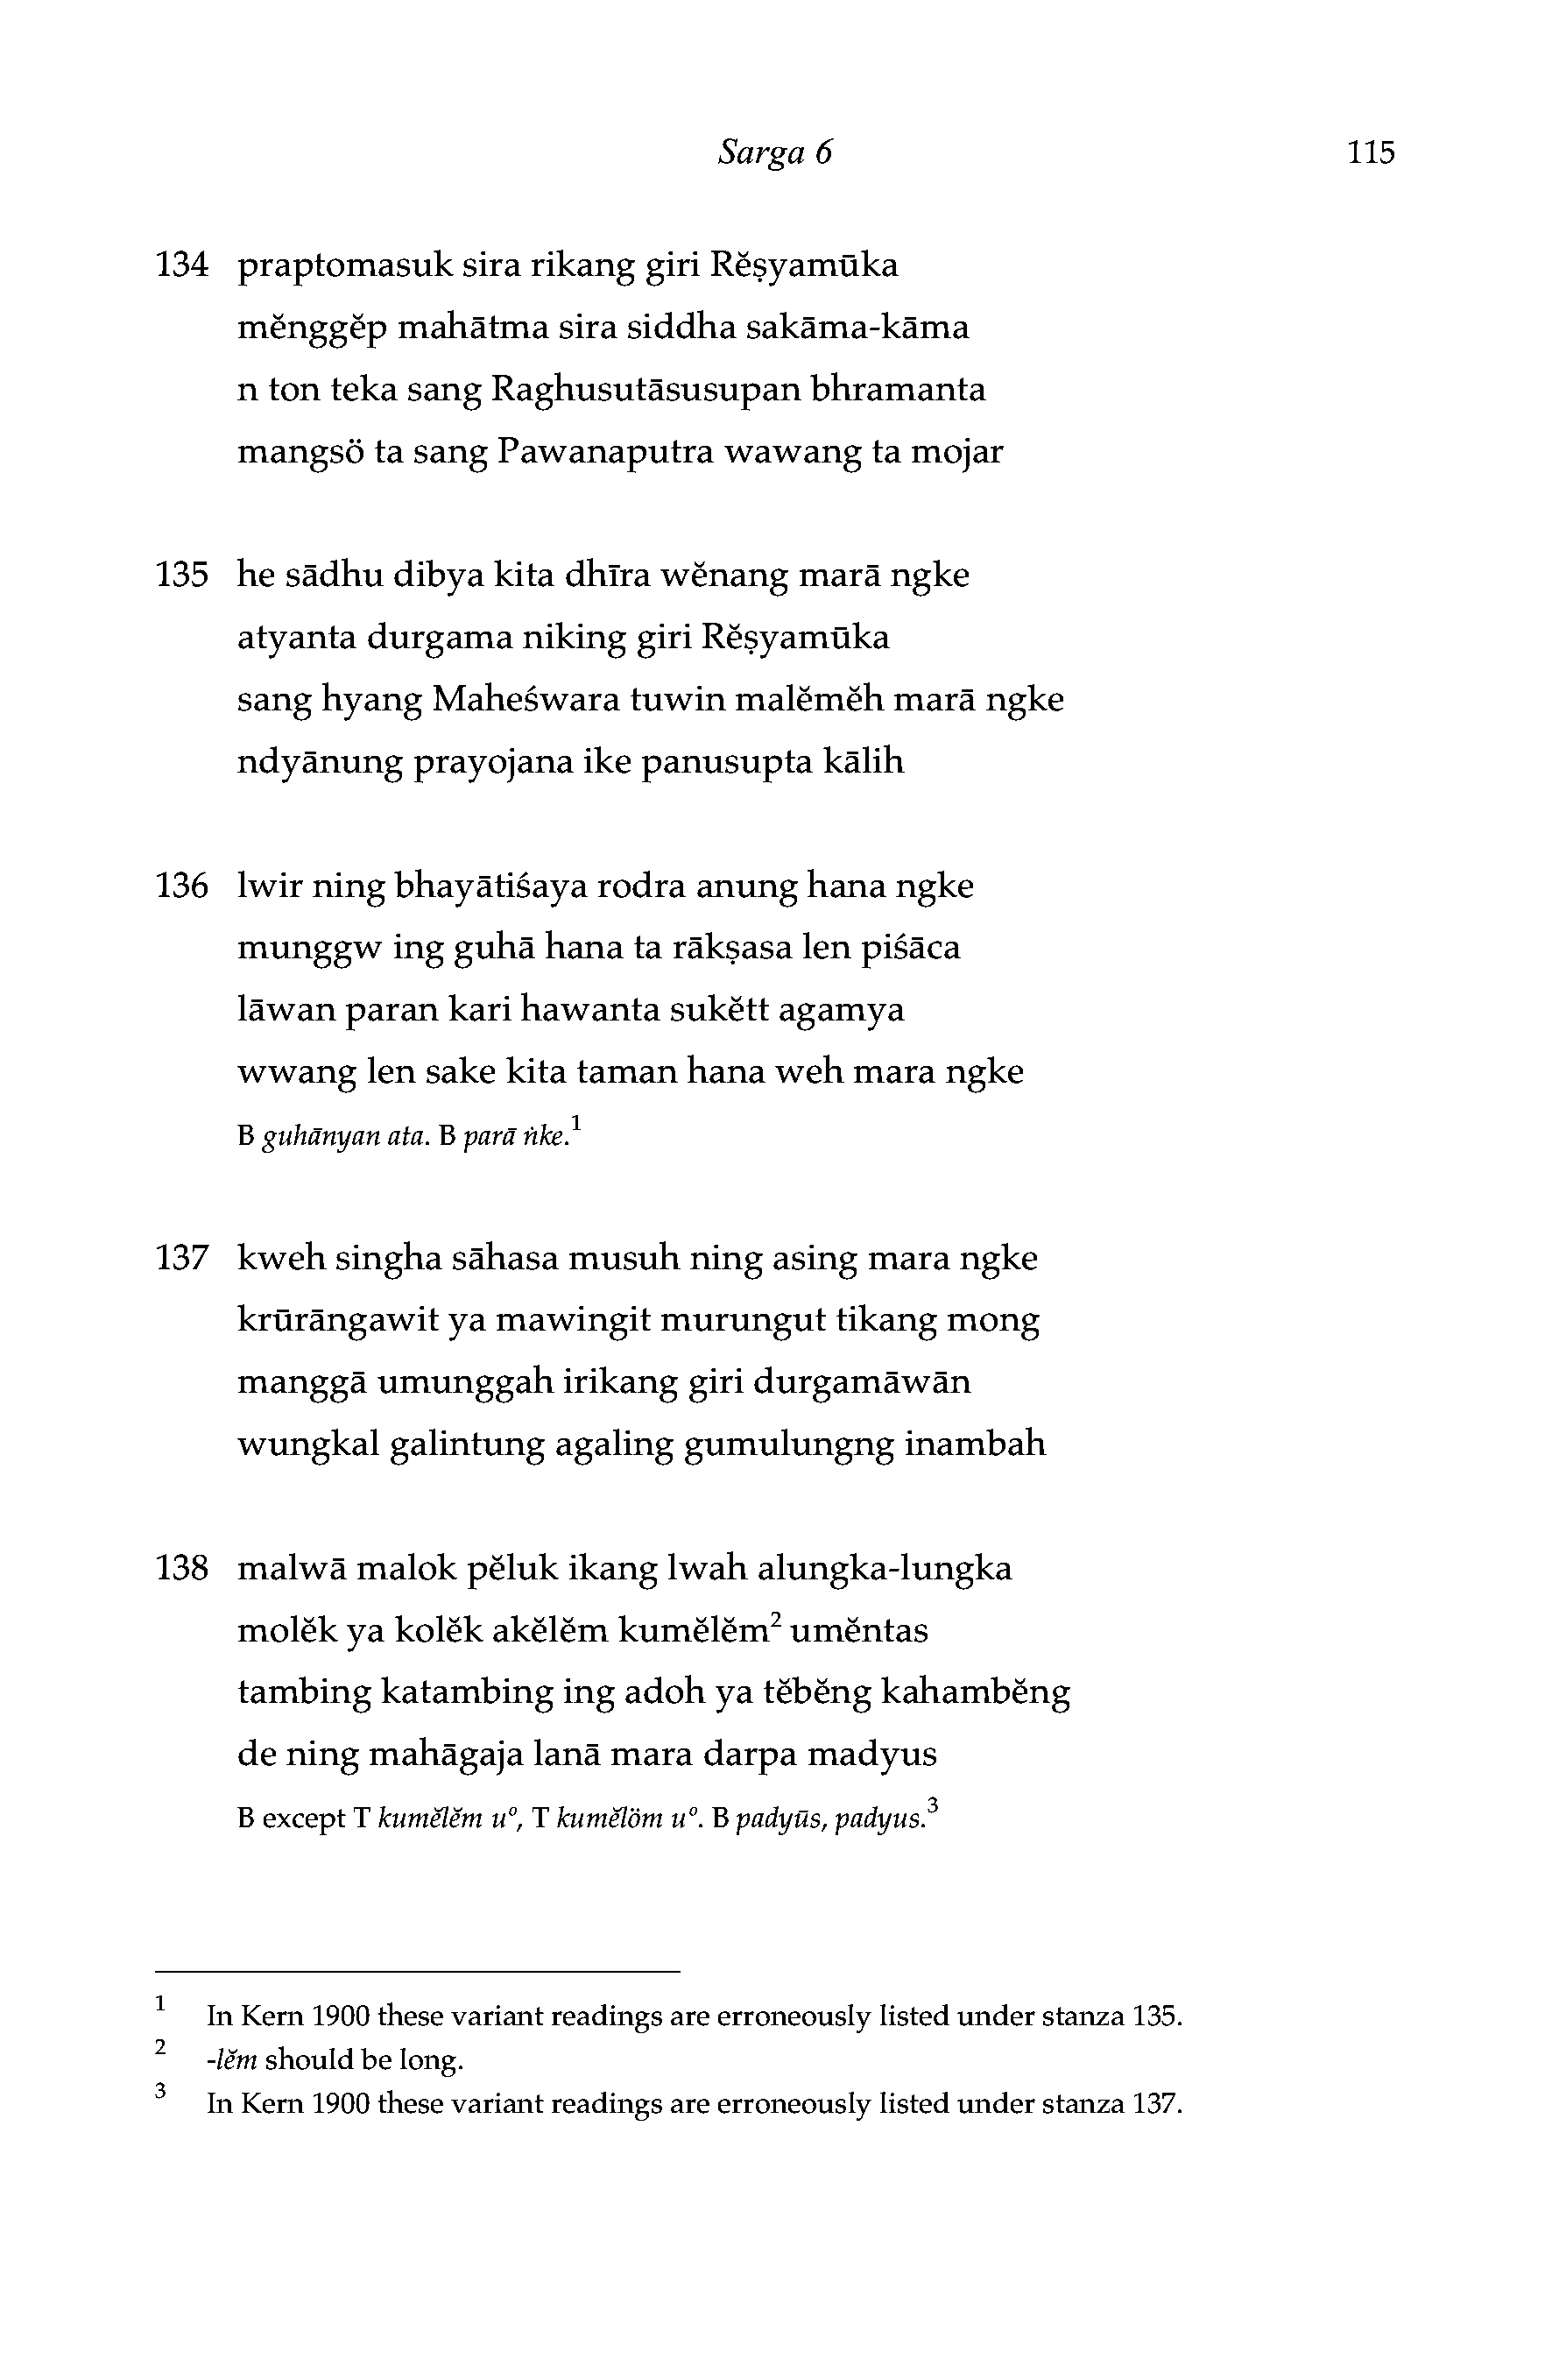 Sarga 6 115
134 praptomasuk sira rikang giri Rĕṣyamūka
mĕnggĕp mahātma sira siddha sakāma-kāma
n ton teka sang Raghusutāsusupan bhramanta
mangsö ta sang Pawanaputra wawang ta mojar
135 he sādhu dibya kita dhīra wĕnang marā ngke
atyanta durgama niking giri Rĕṣyamūka
sang hyang Maheśwara tuwin malĕmĕh marā ngke
ndyānung prayojana ike panusupta kālih
136 lwir ning bhayātiśaya rodra anung hana ngke
munggw ing guhā hana ta rākṣasa len piśāca
lāwan paran kari hawanta sukĕtt agamya
wwang len sake kita taman hana weh mara ngke
B guhānyan ata. B parā ṅke.¹
137 kweh singha sāhasa musuh ning asing mara ngke
krūrāngawit ya mawingit murungut tikang mong
manggā umunggah irikang giri durgamāwān
wungkal galintung agaling gumulungng inambah
138 malwā malok pĕluk ikang lwah alungka-lungka
molĕk ya kolĕk akĕlĕm kumĕlĕm² umĕntas
tambing katambing ing adoh ya tĕbĕng kahambĕng
de ning mahāgaja lanā mara darpa madyus
B except T kumĕlĕm uº, T kumĕlöm uº. B padyūs, padyus.³
1 In Kern 1900 these variant readings are erroneously listed under stanza 135.
2 -lĕm should be long.
3 In Kern 1900 these variant readings are erroneously listed under stanza 137.